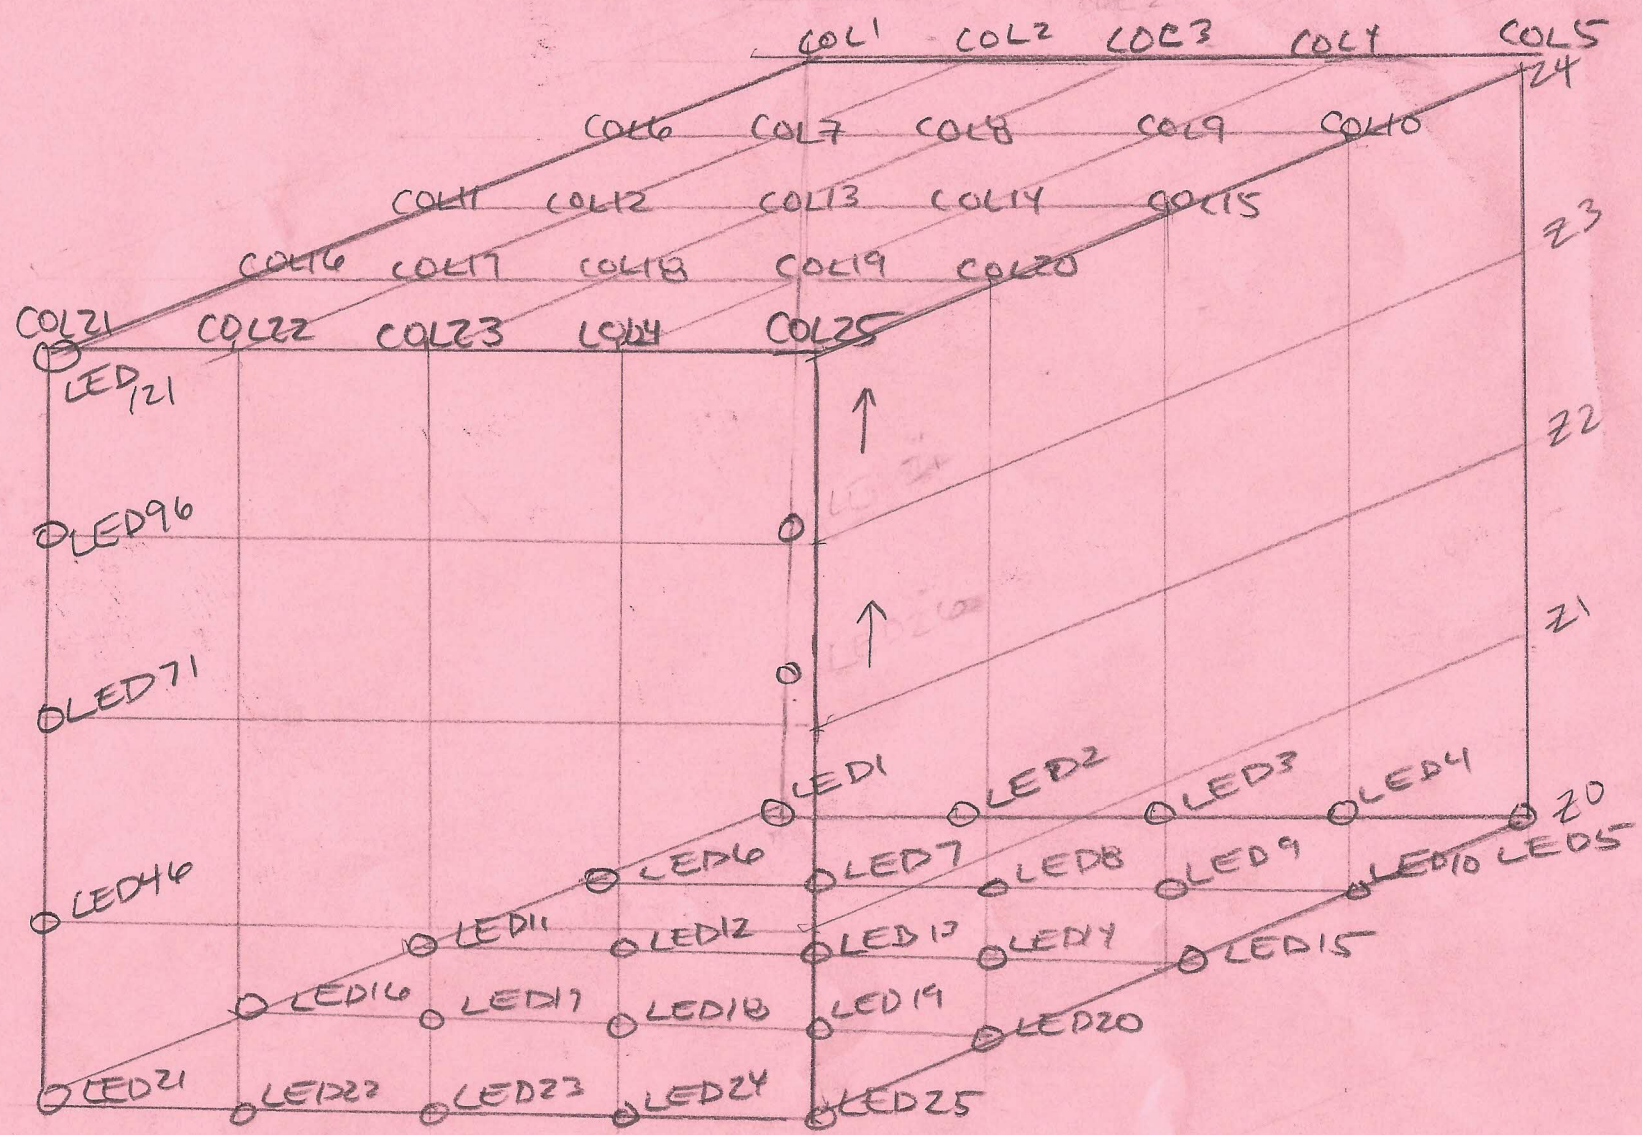 COL1 COL2 COL3 COL4 COL5
Z4
COL6 COL7 COL8 COL9 COL10
COL11 COL12 COL13 COL14 COL15
Z3
COL16 COL17 COL18 COL19 COL20
COL21 COL22 COL23 COL25
LED121
Z2
LED96
Z1
LED71
LED1 LED2 LED3 LED4 Z0
LED6 LED7 LED8 LED9 LED10 LED5
LED46
LED11 LED12 LED13 LED14 LED15
LED16 LED17 LED18 LED19 LED20
LED21 LED22 LED23 LED24 LED25